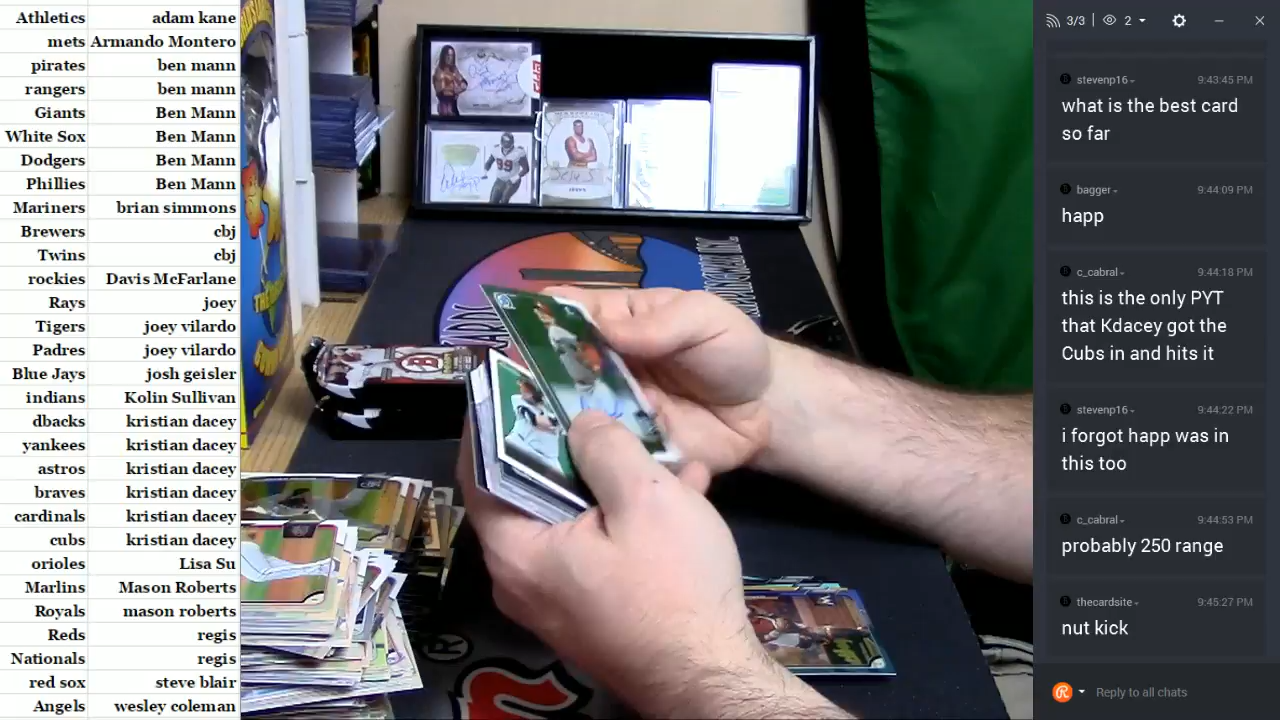 Athletics adam kane
mets Armando Montero
pirates ben mann
rangers ben mann
Giants Ben Mann
White Sox Ben Mann
Dodgers Ben Mann
Phillies Ben Mann
Mariners brian simmons
Brewers cbj
Twins cbj
rockies Davis McFarlane
Rays joey
Tigers joey vilardo
Padres joey vilardo
Blue Jays josh geisler
indians Kolin Sullivan
dbacks kristian dacey
yankees kristian dacey
astros kristian dacey
braves kristian dacey
cardinals kristian dacey
cubs kristian dacey
orioles Lisa Su
Marlins Mason Roberts
Royals mason roberts
Reds regis
Nationals regis
red sox steve blair
Angels wesley coleman
99
3/3 2
stevenp16 9:43:45 PM
what is the best card
so far
bagger 9:44:09 PM
happ
c_cabral 9:44:18 PM
this is the only PYT
that Kdacey got the
Cubs in and hits it
stevenp16 9:44:22 PM
i forgot happ was in
this too
c_cabral 9:44:53 PM
probably 250 range
thecardsite 9:45:27 PM
nut kick
Reply to all chats